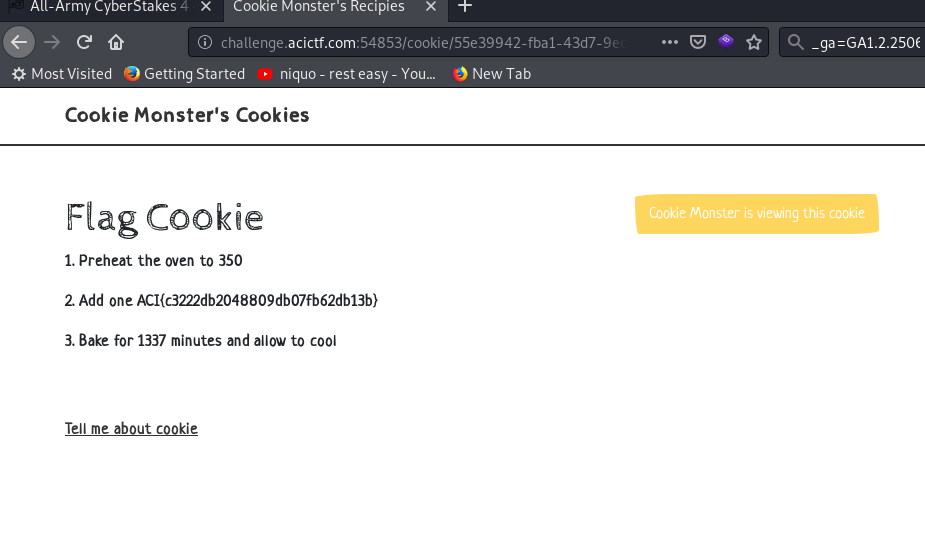 All-Army CyberStakes 4
Cookie Monster's Recipies
challenge.acictf.com:54853/cookie/55e39942-fba1-43d7-9ec
_ga=GA1.2.2506
Most Visited
Getting Started
niquo - rest easy - You...
New Tab
Cookie Monster's Cookies
Flag Cookie
Cookie Monster is viewing this cookie
1. Preheat the oven to 350
2. Add one ACI{c3222db2048809db07fb62db13b}
3. Bake for 1337 minutes and allow to cool
Tell me about cookie